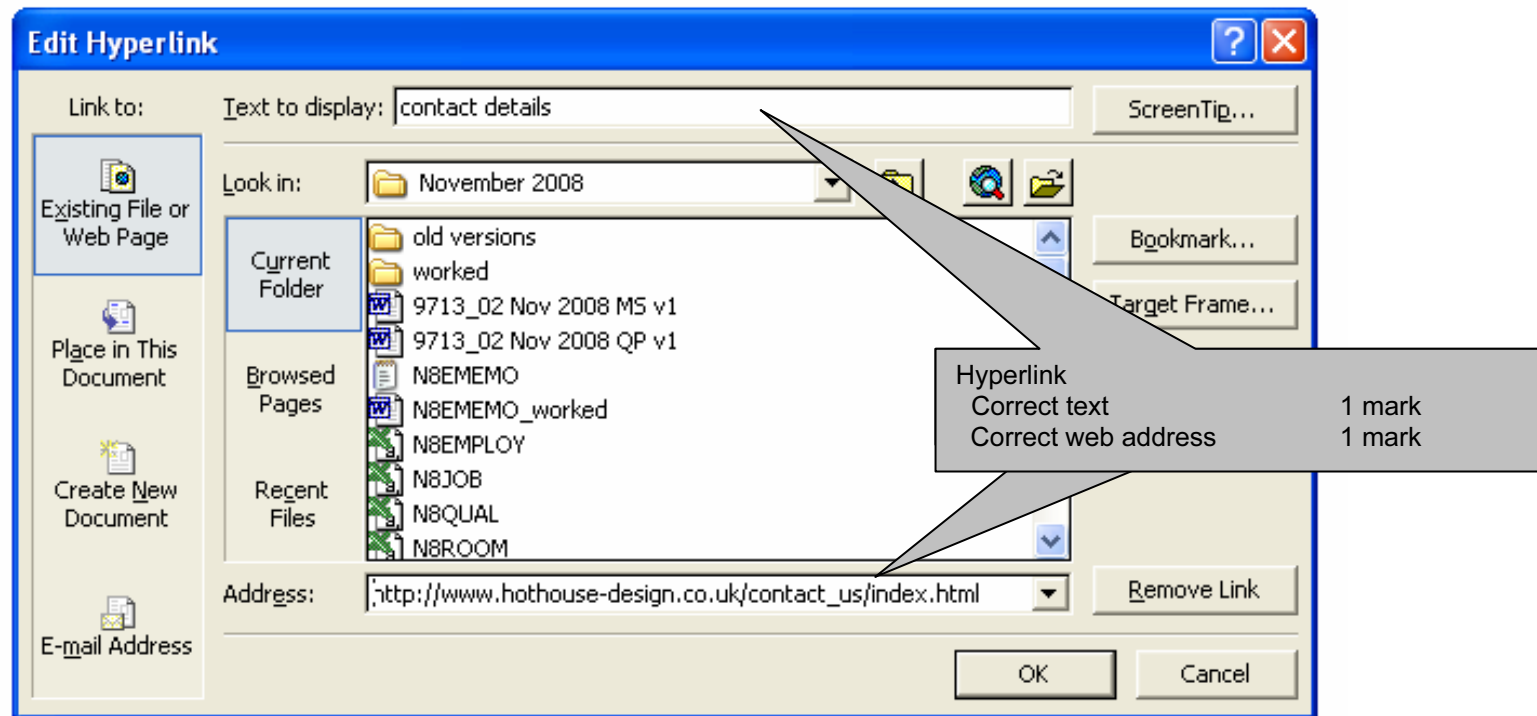 Edit Hyperlink
Link to:
Text to display: contact details
ScreenTip...
Existing File or
Web Page
Place in This
Document
Create New
Document
E-mail Address
Look in:
November 2008
Current
Folder
Browsed
Pages
Recent
Files
old versions
worked
9713_02 Nov 2008 MS v1
9713_02 Nov 2008 QP v1
N8EMEMO
N8EMEMO_worked
N8EMPLOY
N8JOB
N8QUAL
N8ROOM
Bookmark...
Target Frame...
Hyperlink
Correct text 1 mark
Correct web address 1 mark
Address: http://www.hothouse-design.co.uk/contact_us/index.html
Remove Link
OK
Cancel